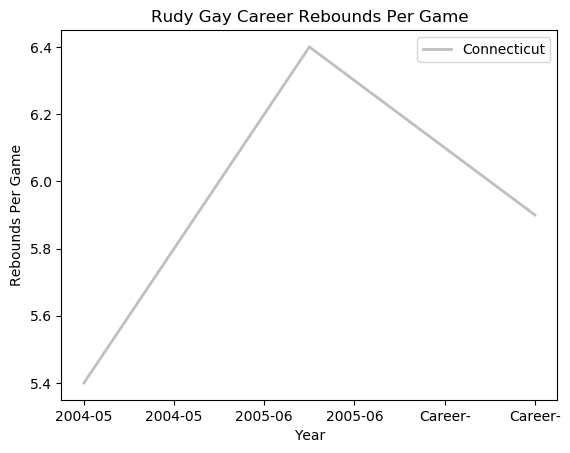 Rudy Gay Career Rebounds Per Game
Connecticut
6.4
6.2
6.0
5.8
5.6
5.4
Rebounds Per Game
2004-05 2004-05 2005-06 2005-06 Career- Career-
Year